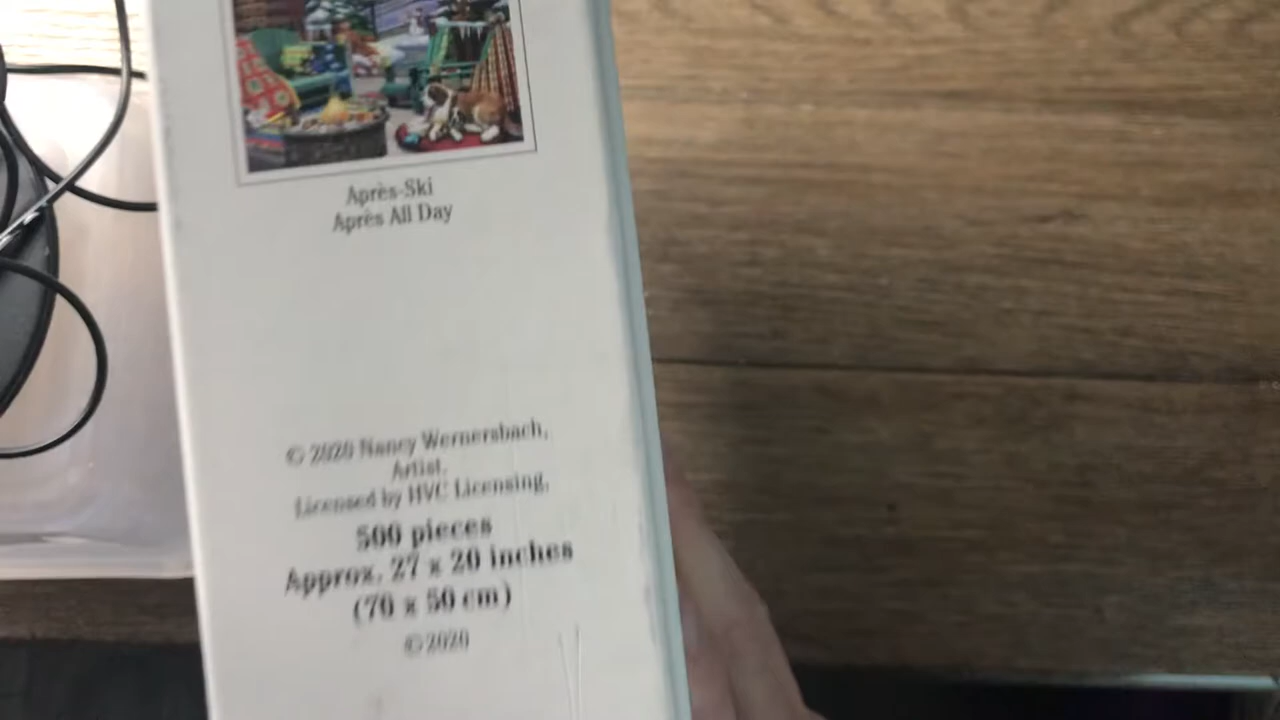 Après-Ski
Après All Day
© 2020 Nancy Wernersbach,
Artist.
Licensed by HVC Licensing,
500 pieces
Approx. 27 x 20 inches
(70 x 50 cm)
©2020